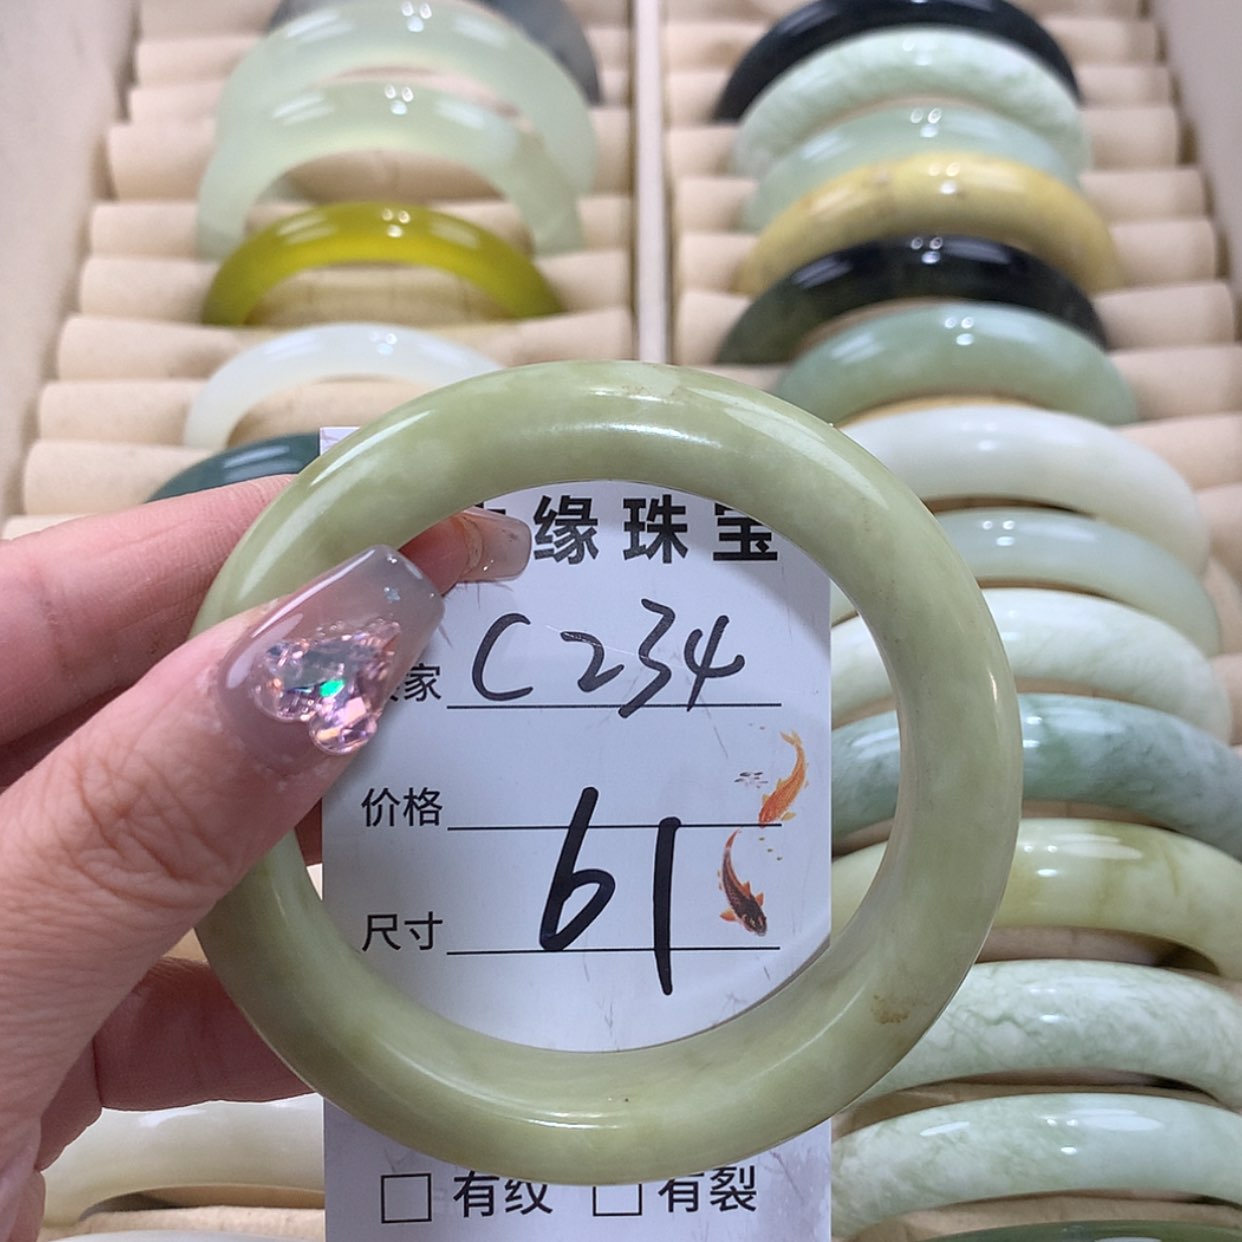 缘珠宝
家 C234
价格
尺寸 61
□ 有纹 □ 有裂